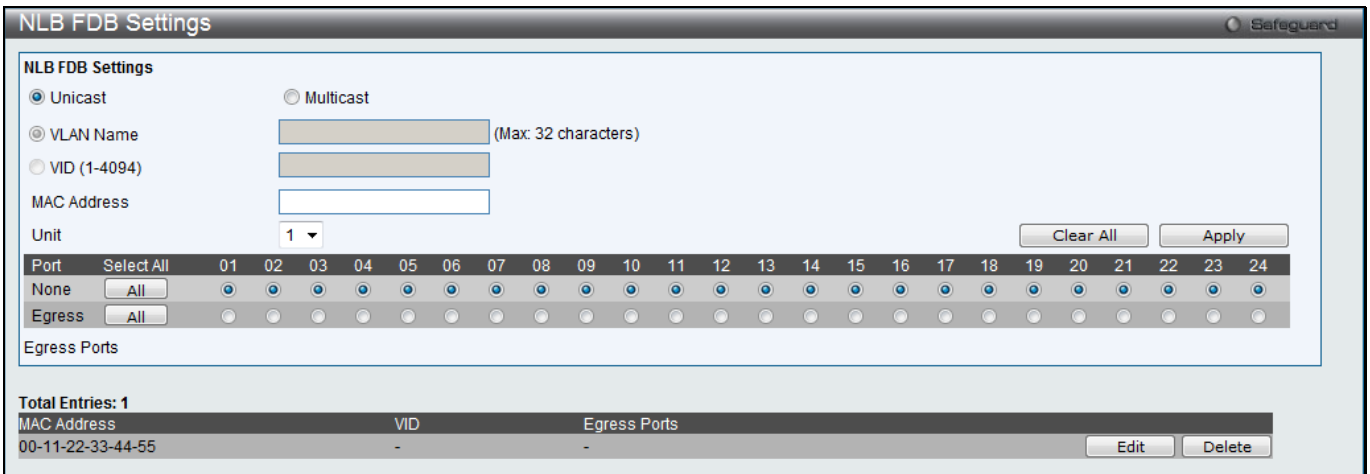 NLB FDB Settings
Safeguard
NLB FDB Settings
Unicast Multicast
VLAN Name (Max: 32 characters)
VID (1-4094)
MAC Address
Unit 1 Clear All Apply
Port Select All 01 02 03 04 05 06 07 08 09 10 11 12 13 14 15 16 17 18 19 20 21 22 23 24
None All
Egress All
Egress Ports
Total Entries: 1
MAC Address VID Egress Ports
00-11-22-33-44-55 - - Edit Delete